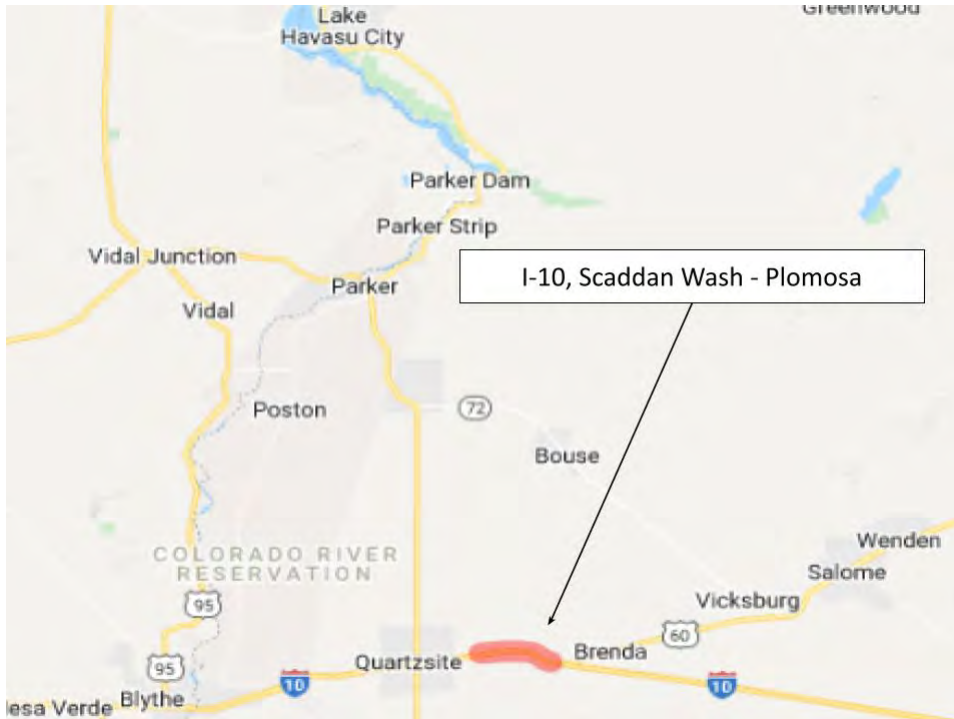 Greenwood
Lake
Havasu City
Parker Dam
Parker Strip
Vidal Junction
I-10, Scaddan Wash - Plomosa
Parker
Vidal
72
Poston
Bouse
COLORADO RIVER
RESERVATION
Wenden
Salome
Vicksburg
95
60
Brenda
Quartzsite
95
10
10
lesa Verde
Blythe